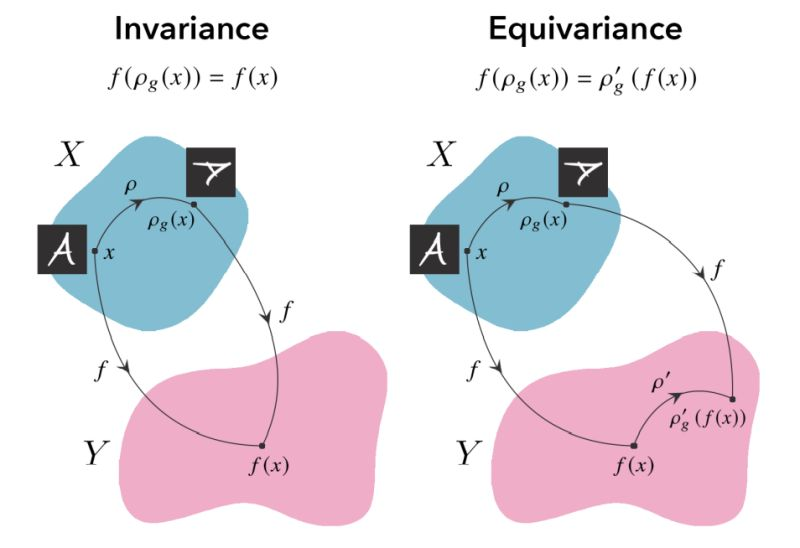 Invariance
f(ρg(x)) = f(x)
X
A
ρ
ρg(x)
A
x
f
f
Y
f(x)
Equivariance
f(ρg(x)) = ρ′g (f(x))
X
A
ρ
ρg(x)
A
x
f
f
ρ′
ρ′g (f(x))
Y
f(x)